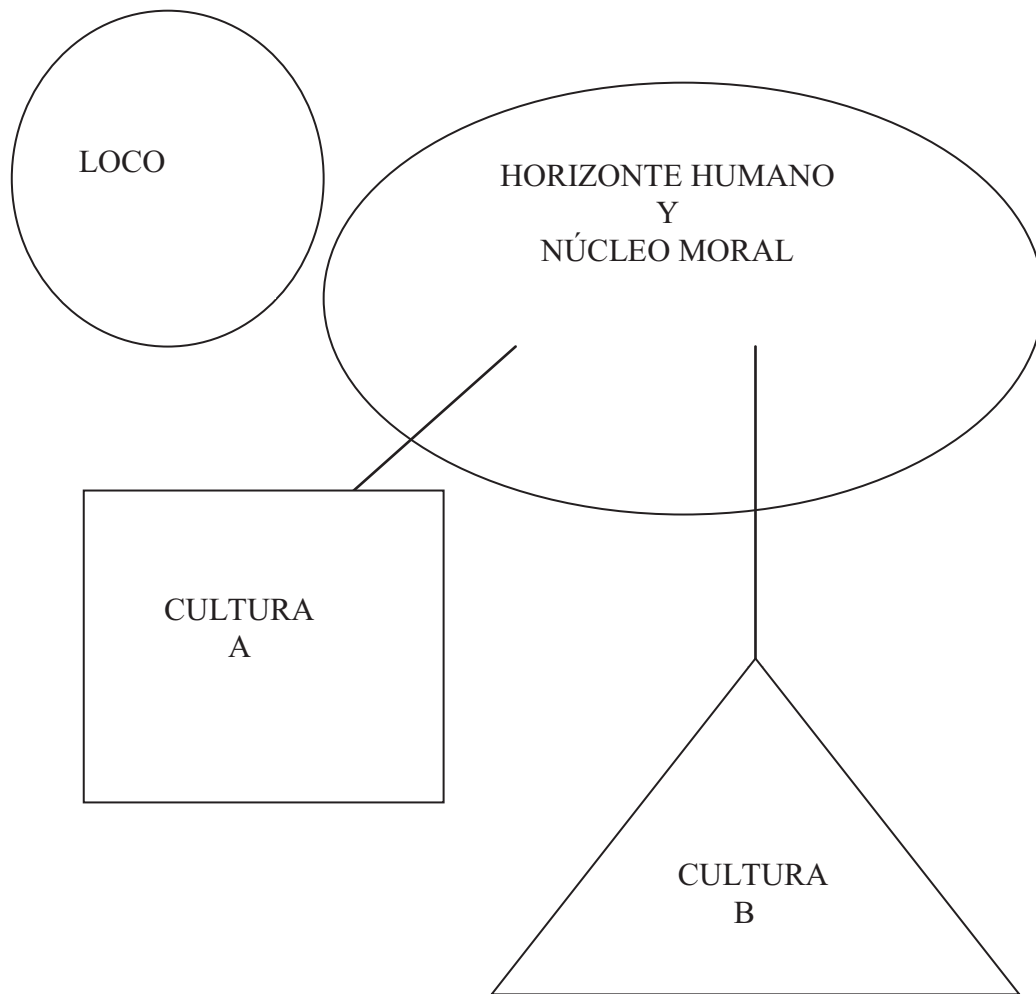 LOCO
HORIZONTE HUMANO
Y
NÚCLEO MORAL
CULTURA
A
CULTURA
B